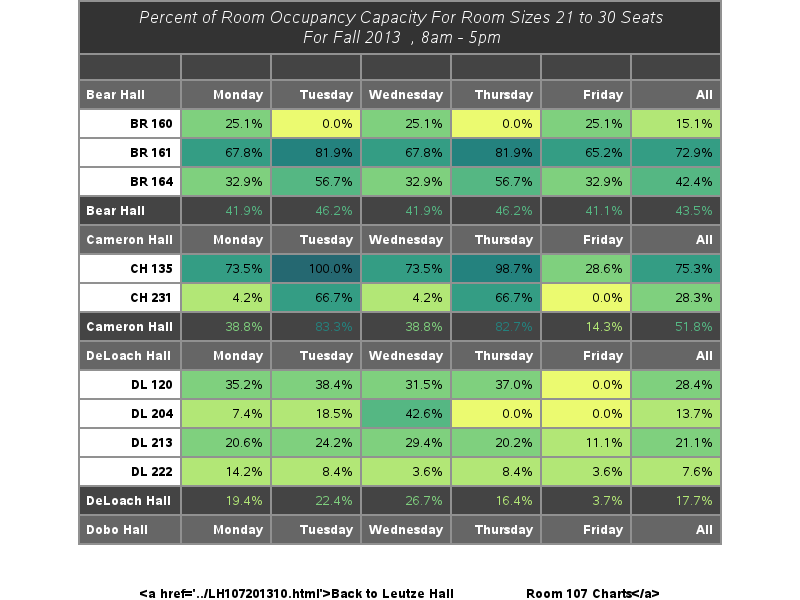 Percent of Room Occupancy Capacity For Room Sizes 21 to 30 Seats
For Fall 2013 , 8am - 5pm
Bear Hall Monday Tuesday Wednesday Thursday Friday All
BR 160 25.1% 0.0% 25.1% 0.0% 25.1% 15.1%
BR 161 67.8% 81.9% 67.8% 81.9% 65.2% 72.9%
BR 164 32.9% 56.7% 32.9% 56.7% 32.9% 42.4%
Bear Hall 41.9% 46.2% 41.9% 46.2% 41.1% 43.5%
Cameron Hall Monday Tuesday Wednesday Thursday Friday All
CH 135 73.5% 100.0% 73.5% 98.7% 28.6% 75.3%
CH 231 4.2% 66.7% 4.2% 66.7% 0.0% 28.3%
Cameron Hall 38.8% 83.3% 38.8% 82.7% 14.3% 51.8%
DeLoach Hall Monday Tuesday Wednesday Thursday Friday All
DL 120 35.2% 38.4% 31.5% 37.0% 0.0% 28.4%
DL 204 7.4% 18.5% 42.6% 0.0% 0.0% 13.7%
DL 213 20.6% 24.2% 29.4% 20.2% 11.1% 21.1%
DL 222 14.2% 8.4% 3.6% 8.4% 3.6% 7.6%
DeLoach Hall 19.4% 22.4% 26.7% 16.4% 3.7% 17.7%
Dobo Hall Monday Tuesday Wednesday Thursday Friday All
<a href='../LH107201310.html'>Back to Leutze Hall Room 107 Charts</a>